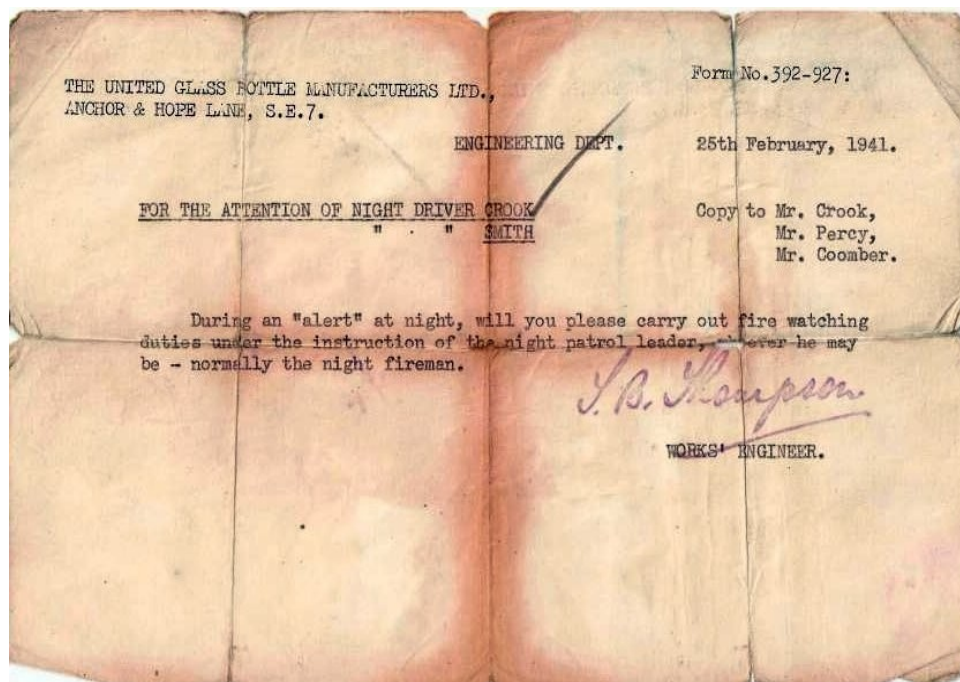 Form No.392-927:
THE UNITED GLASS BOTTLE MANUFACTURERS LTD.,
ANCHOR & HOPE LANE, S.E.7.
ENGINEERING DEPT. 25th February, 1941.
FOR THE ATTENTION OF NIGHT DRIVER CROOK
" . " SMITH
Copy to Mr. Crook,
Mr. Percy,
Mr. Coomber.
During an "alert" at night, will you please carry out fire watching
duties under the instruction of the night patrol leader, he may
be - normally the night fireman.
S.B. Thompson
WORKS' ENGINEER.